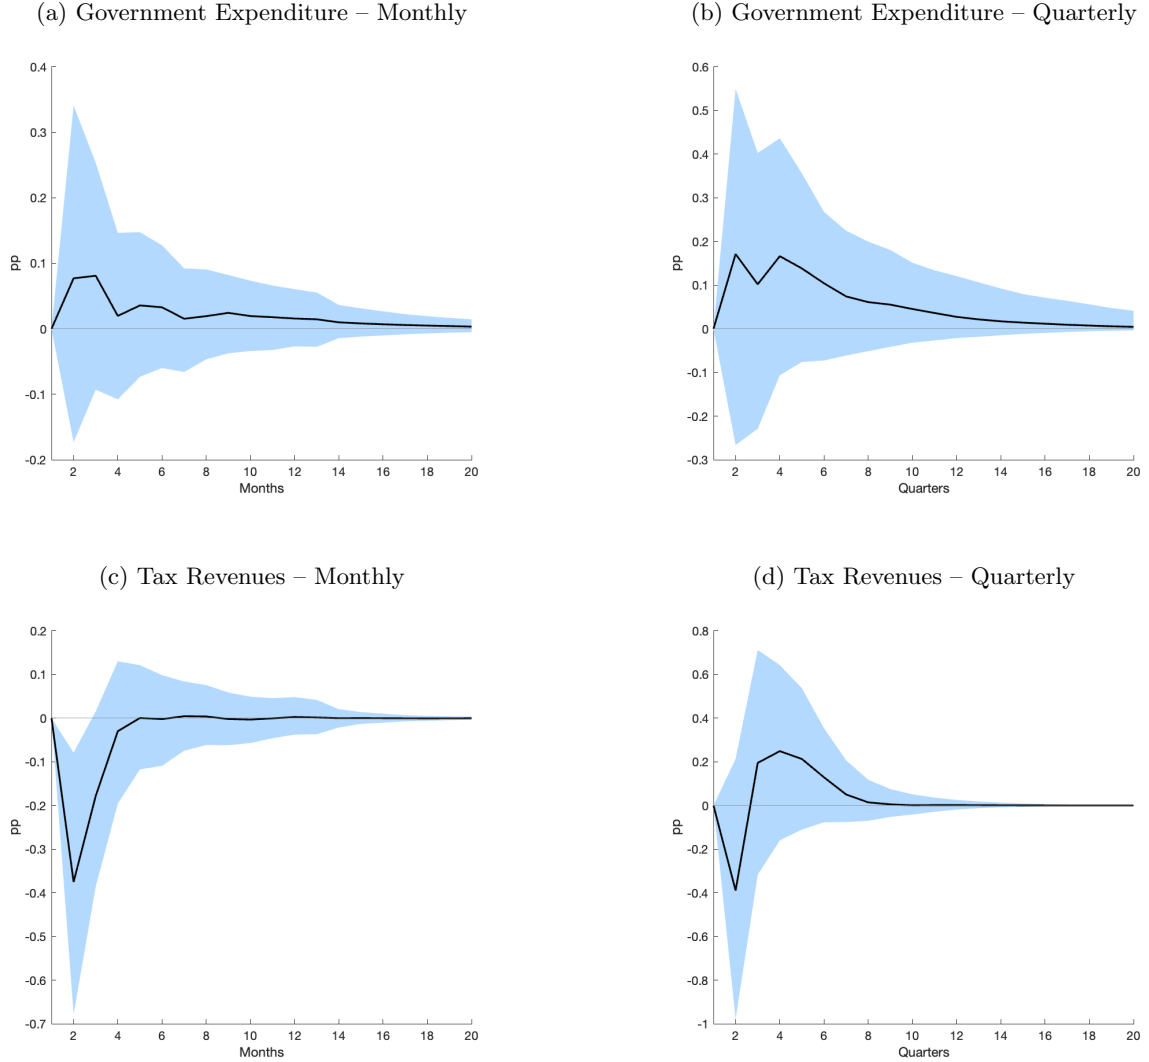 (a) Government Expenditure – Monthly
0.4
0.3
0.2
0.1
0
-0.1
-0.2
pp
2 4 6 8 10 12 14 16 18 20
Months
(b) Government Expenditure – Quarterly
0.6
0.5
0.4
0.3
0.2
0.1
0
-0.1
-0.2
-0.3
pp
2 4 6 8 10 12 14 16 18 20
Quarters
(c) Tax Revenues – Monthly
0.2
0.1
0
-0.1
-0.2
-0.3
-0.4
-0.5
-0.6
-0.7
pp
2 4 6 8 10 12 14 16 18 20
Months
(d) Tax Revenues – Quarterly
0.8
0.6
0.4
0.2
0
-0.2
-0.4
-0.6
-0.8
-1
pp
2 4 6 8 10 12 14 16 18 20
Quarters